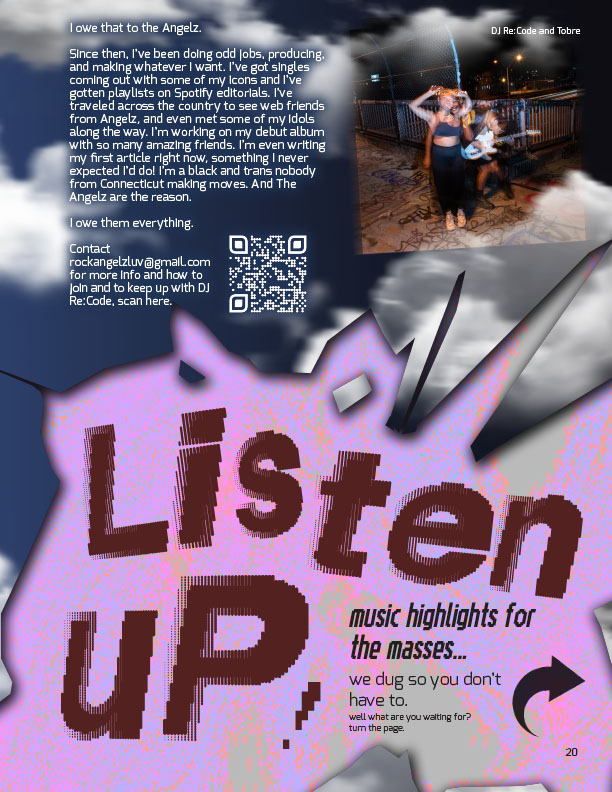 I owe that to the Angelz.
Since then, I've been doing odd jobs, producing,
and making whatever I want. I've got singles
coming out with some of my icons and I've
gotten playlists on Spotify editorials. I've
traveled across the country to see web friends
from Angelz, and even met some of my idols
along the way. I'm working on my debut album
with so many amazing friends. I'm even writing
my first article right now, something I never
expected I'd do! I'm a black and trans nobody
from Connecticut making moves. And The
Angelz are the reason.
I owe them everything.
Contact
rockangelzluv@gmail.com
for more info and how to
join and to keep up with DJ
Re:Code, scan here.
DJ Re:Code and Tobre
Listen
uP!
music highlights for
the masses...
we dug so you don't
have to.
well what are you waiting for?
turn the page.
20